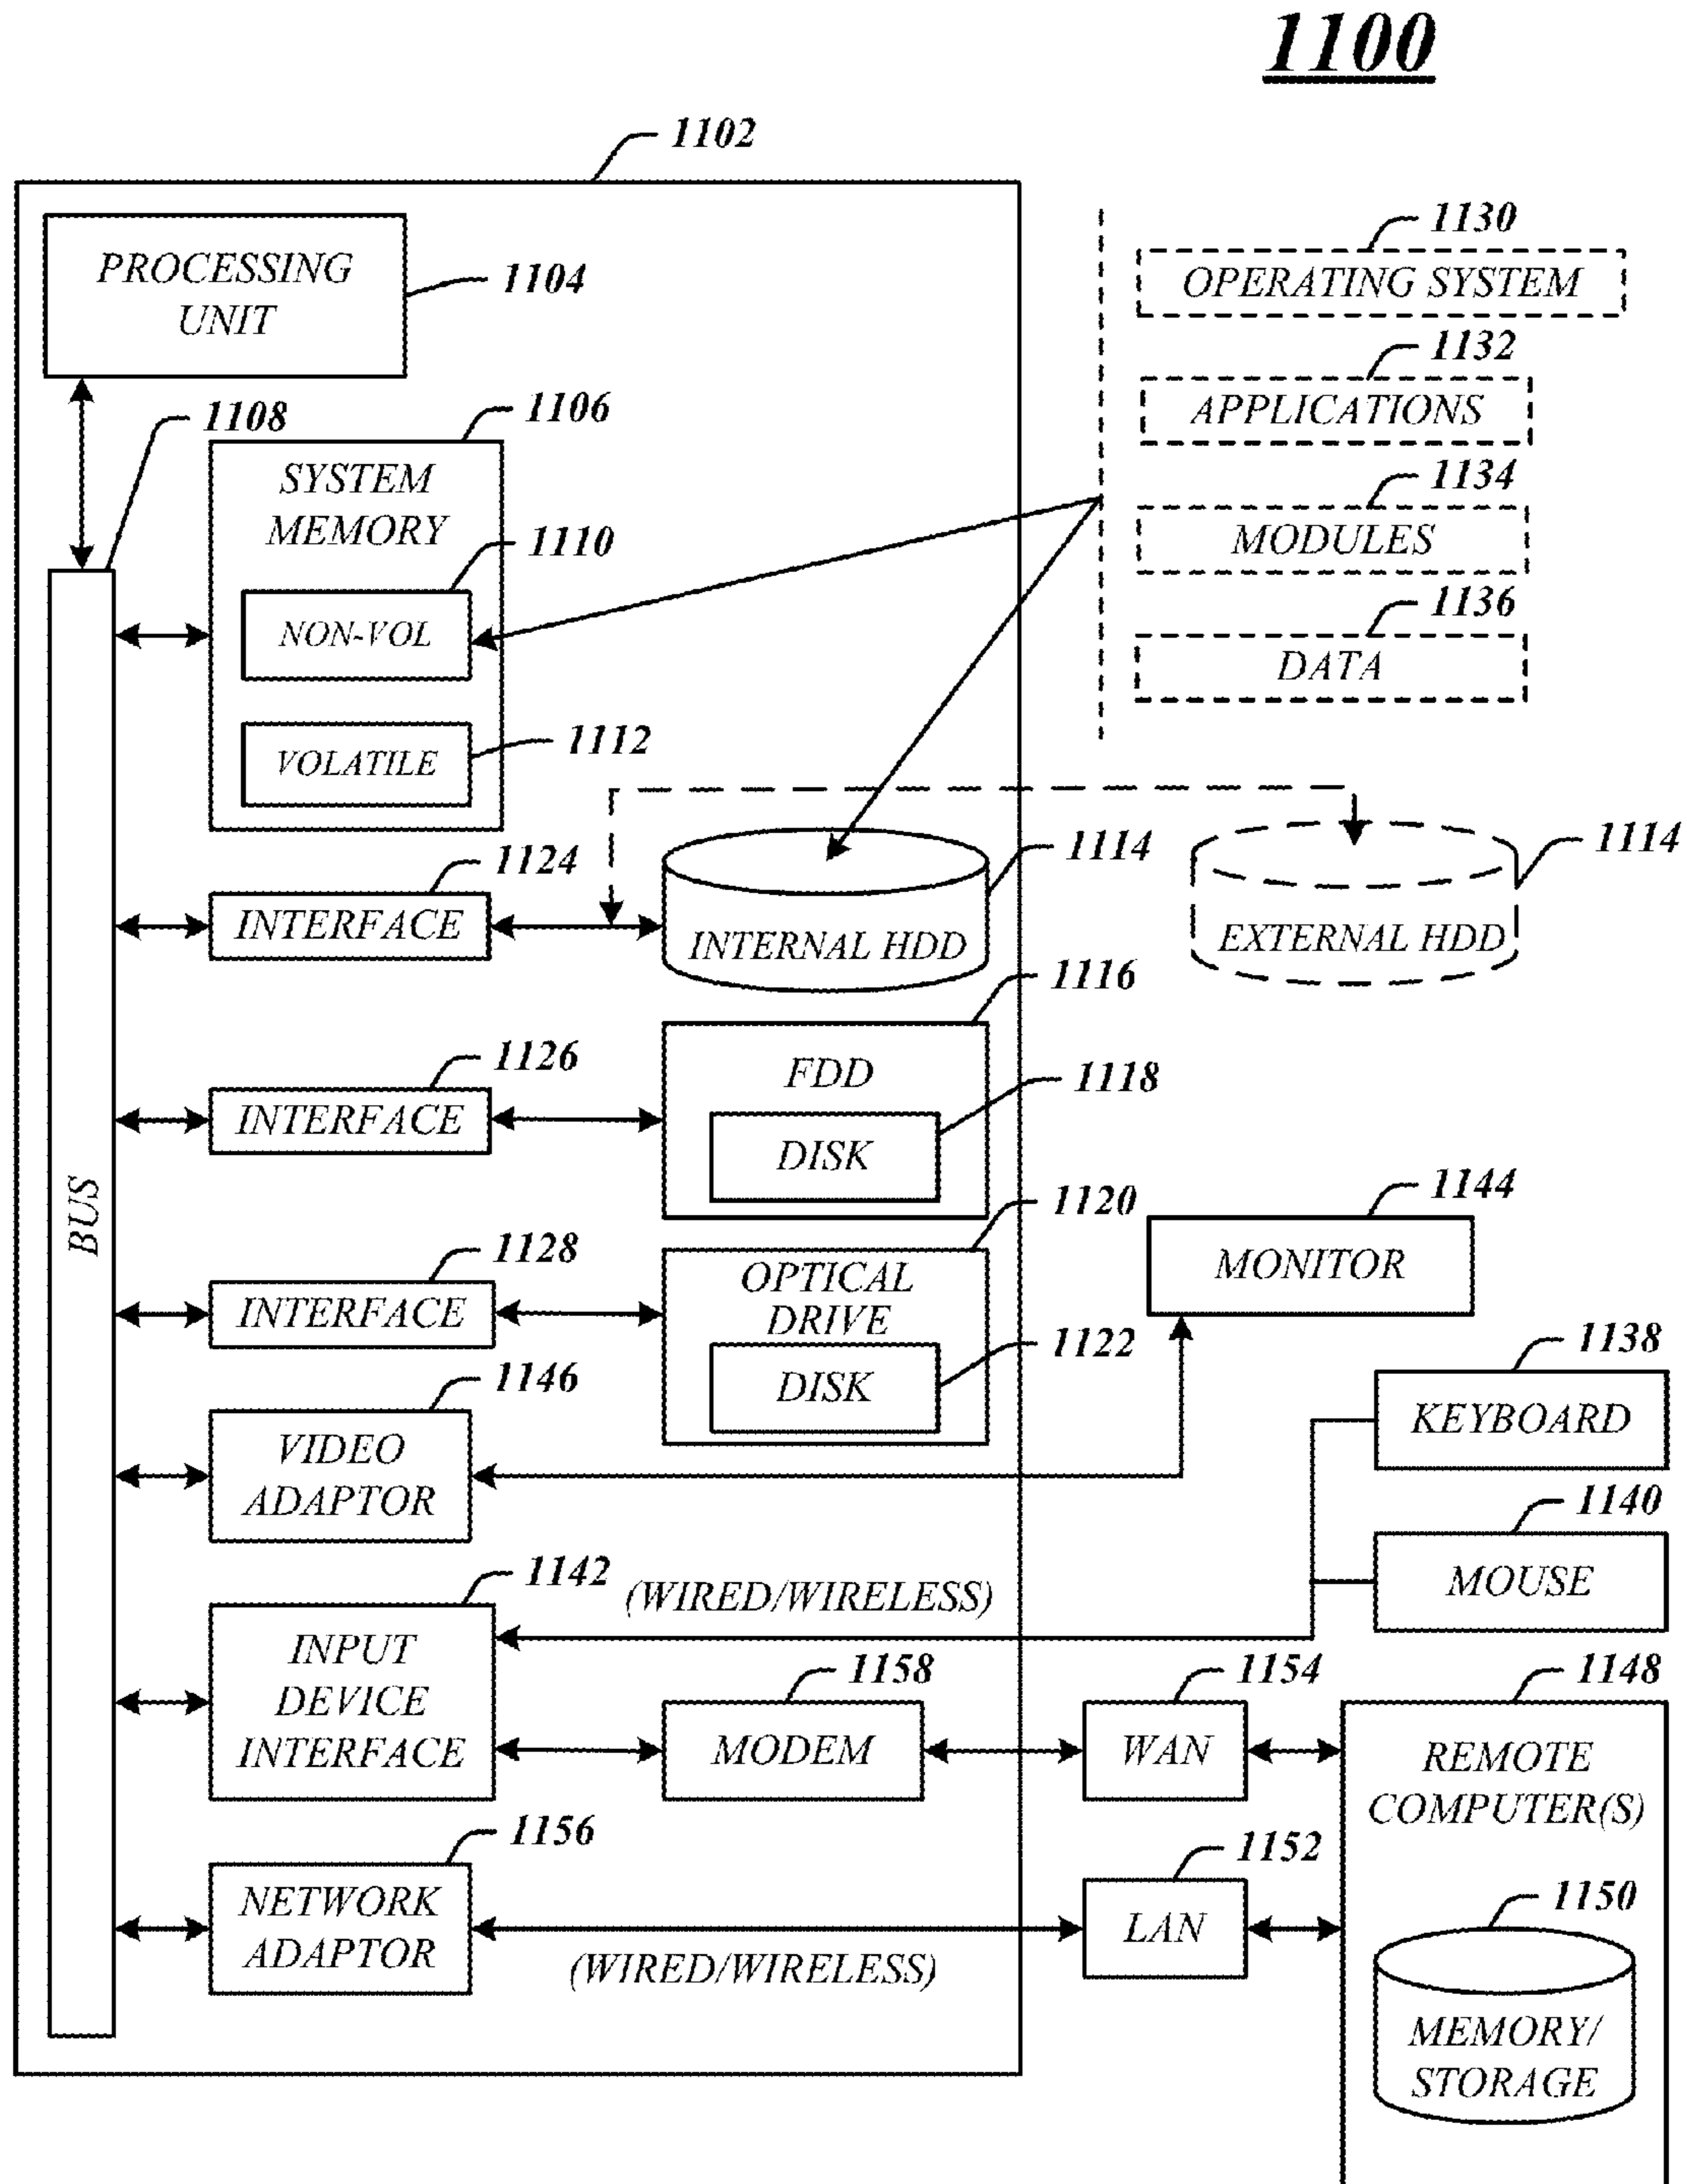 1100
1102
PROCESSING
UNIT
1104
1130
OPERATING SYSTEM
1132
APPLICATIONS
1134
MODULES
1136
DATA
1108
1106
SYSTEM
MEMORY
1110
NON-VOL
1112
VOLATILE
1124
INTERFACE
1114
INTERNAL HDD
1114
EXTERNAL HDD
1116
FDD
1126
INTERFACE
1118
DISK
BUS
1120
OPTICAL
DRIVE
1128
INTERFACE
1122
DISK
1144
MONITOR
1146
VIDEO
ADAPTOR
1138
KEYBOARD
1140
MOUSE
1142
(WIRED/WIRELESS)
INPUT
DEVICE
INTERFACE
1158
MODEM
1154
WAN
1148
REMOTE
COMPUTER(S)
1156
NETWORK
ADAPTOR
(WIRED/WIRELESS)
1152
LAN
1150
MEMORY/
STORAGE